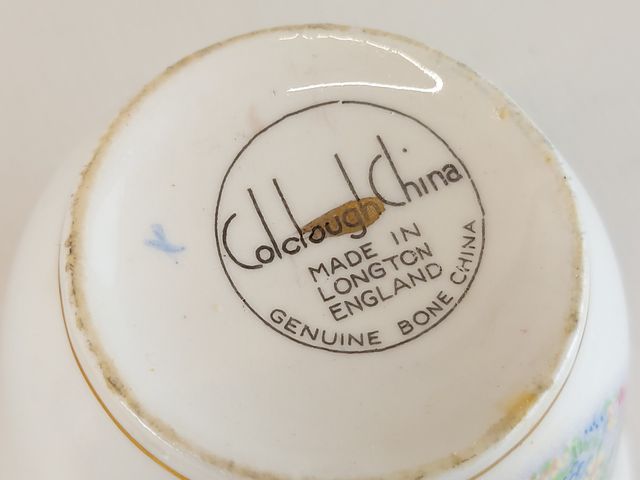 Colclough China
MADE IN
LONGTON
ENGLAND
GENUINE BONE CHINA